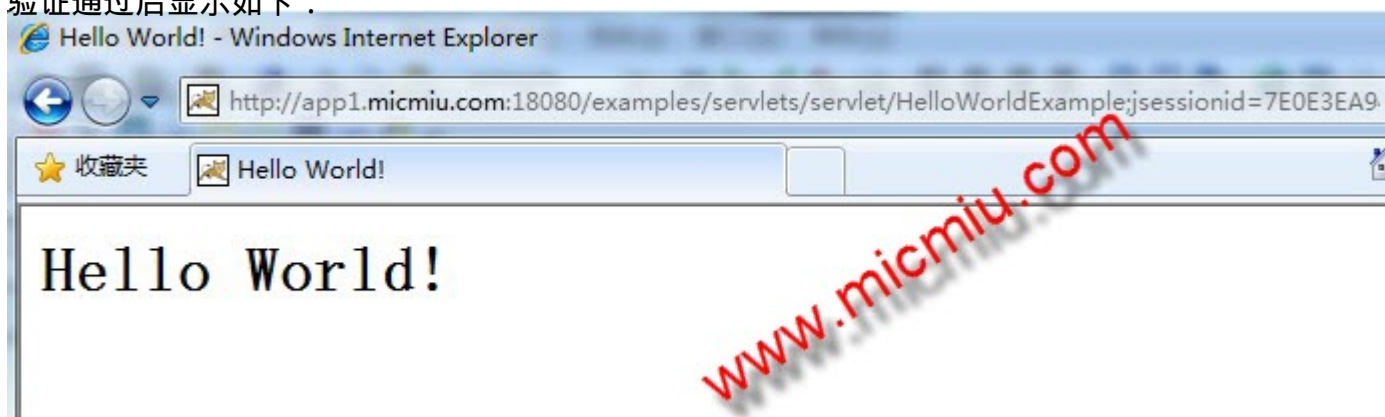 验证通过后显示如下：
Hello World! - Windows Internet Explorer
http://app1.micmiu.com:18080/examples/servlets/servlet/HelloWorldExample;jsessionid=7E0E3EA9
收藏夹 Hello World!
Hello World!
www.micmiu.com